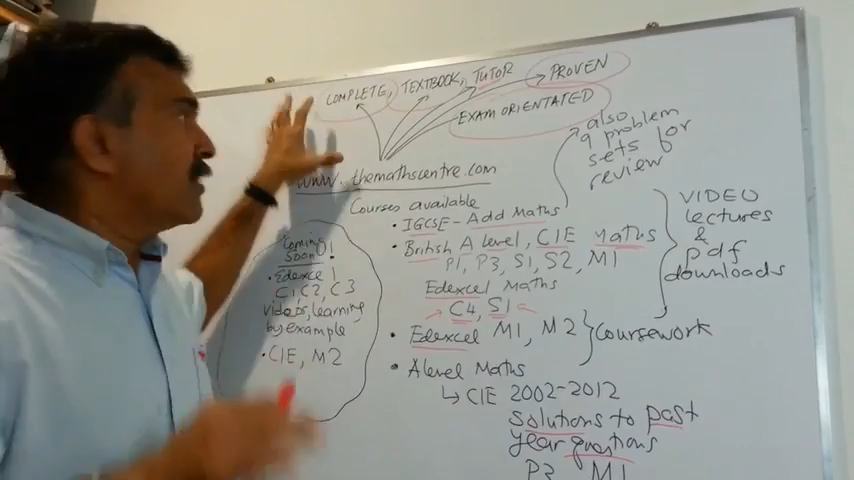 COMPLETE, TEXTBOOK, TUTOR PROVEN
EXAM ORIENTATED
www.themathscentre.com
also
9 problem
sets for
review
Courses available
• IGCSE - Add Maths
• British A level, CIE Maths
P1, P3, S1, S2, M1
Edexcel Maths
C4, S1
• Edexcel M1, M2
Coursework
VIDEO
lectures
&
pdf
downloads
• A level Maths
CIE 2002-2012
solutions to past
year questions
P3 M1
Coming
Soon!
• Edexcel
C1, C2, C3
videos, learning
by example
• CIE, M2